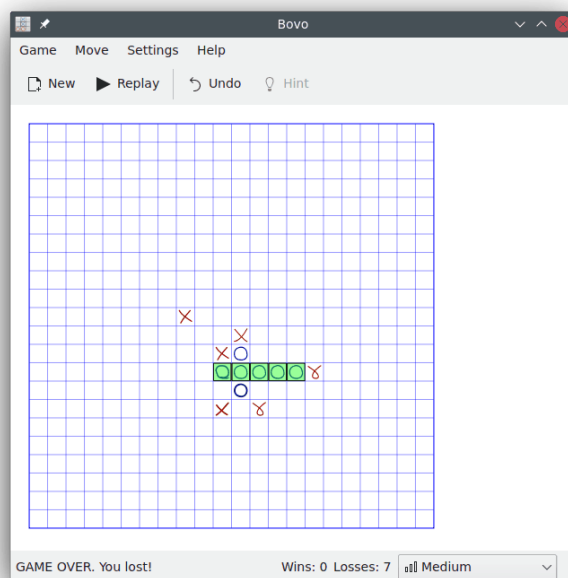 Bovo
Game Move Settings Help
New Replay Undo Hint
GAME OVER. You lost! Wins: 0 Losses: 7 Medium